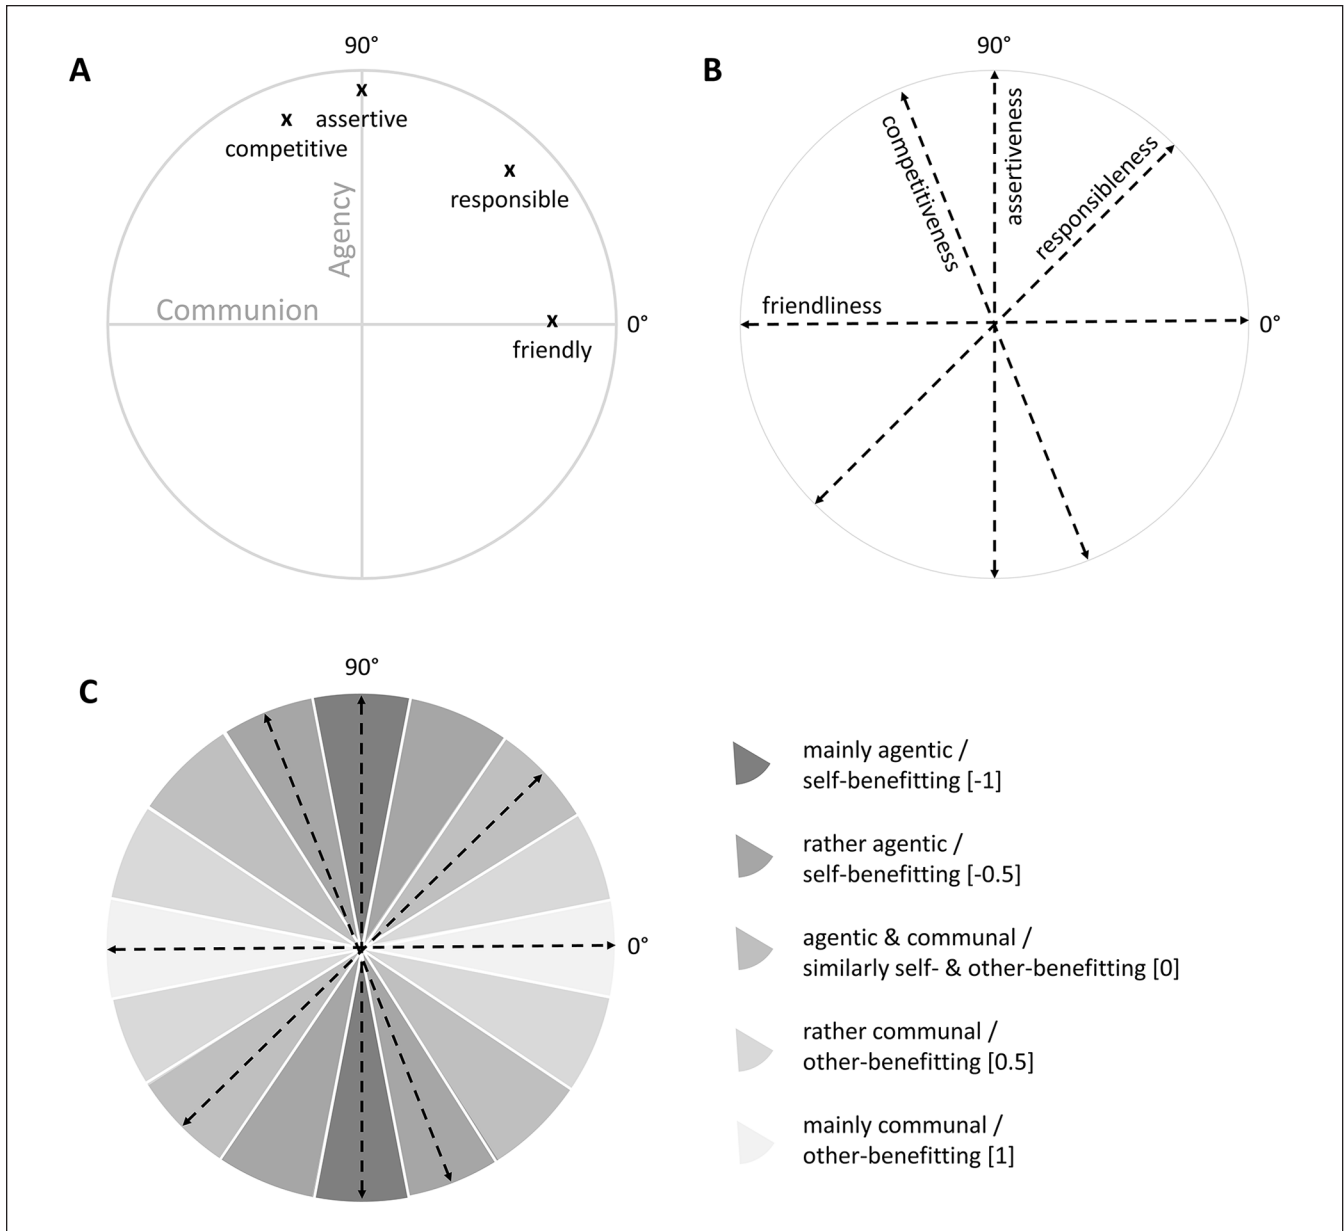 A
90°
x
x
assertive
competitive
x
responsible
Agency
Communion
x
0°
friendly
B
90°
competitiveness
assertiveness
responsibleness
friendliness
0°
C
90°
0°
mainly agentic /
self-benefitting [-1]
rather agentic /
self-benefitting [-0.5]
agentic & communal /
similarly self- & other-benefitting [0]
rather communal /
other-benefitting [0.5]
mainly communal /
other-benefitting [1]